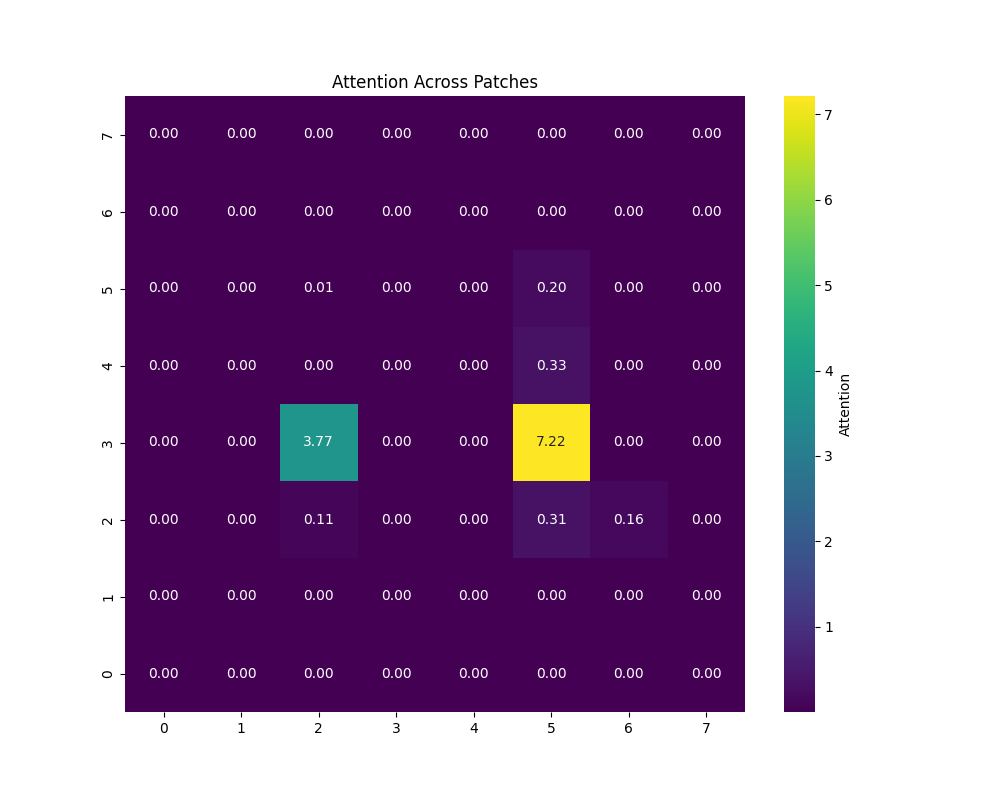 Attention Across Patches
7 0.00 0.00 0.00 0.00 0.00 0.00 0.00 0.00
6 0.00 0.00 0.00 0.00 0.00 0.00 0.00 0.00
5 0.00 0.00 0.01 0.00 0.00 0.20 0.00 0.00
4 0.00 0.00 0.00 0.00 0.00 0.33 0.00 0.00
3 0.00 0.00 3.77 0.00 0.00 7.22 0.00 0.00
2 0.00 0.00 0.11 0.00 0.00 0.31 0.16 0.00
1 0.00 0.00 0.00 0.00 0.00 0.00 0.00 0.00
0 0.00 0.00 0.00 0.00 0.00 0.00 0.00 0.00
0 1 2 3 4 5 6 7
7
6
5
4
3
2
1
Attention